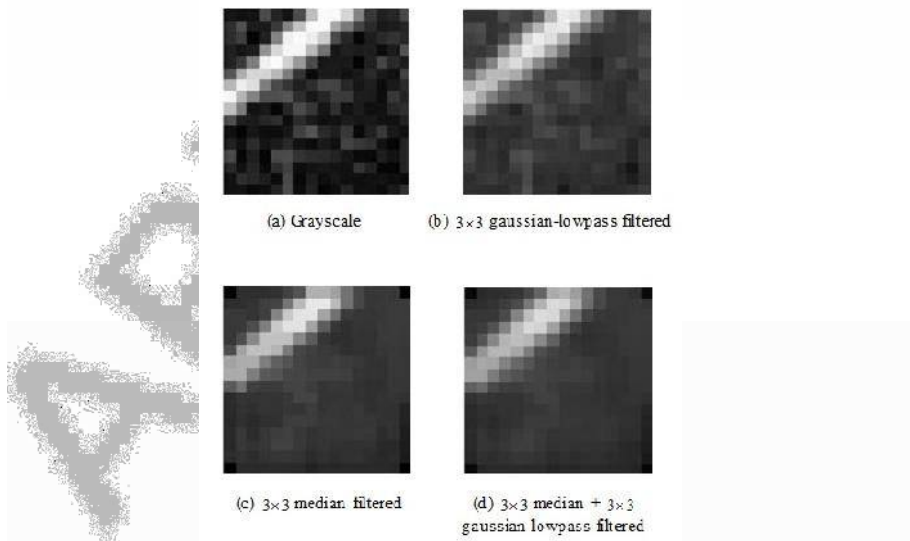 (a) Grayscale
(b) 3×3 gaussian-lowpass filtered
(c) 3×3 median filtered
(d) 3×3 median + 3×3
gaussian lowpass filtered